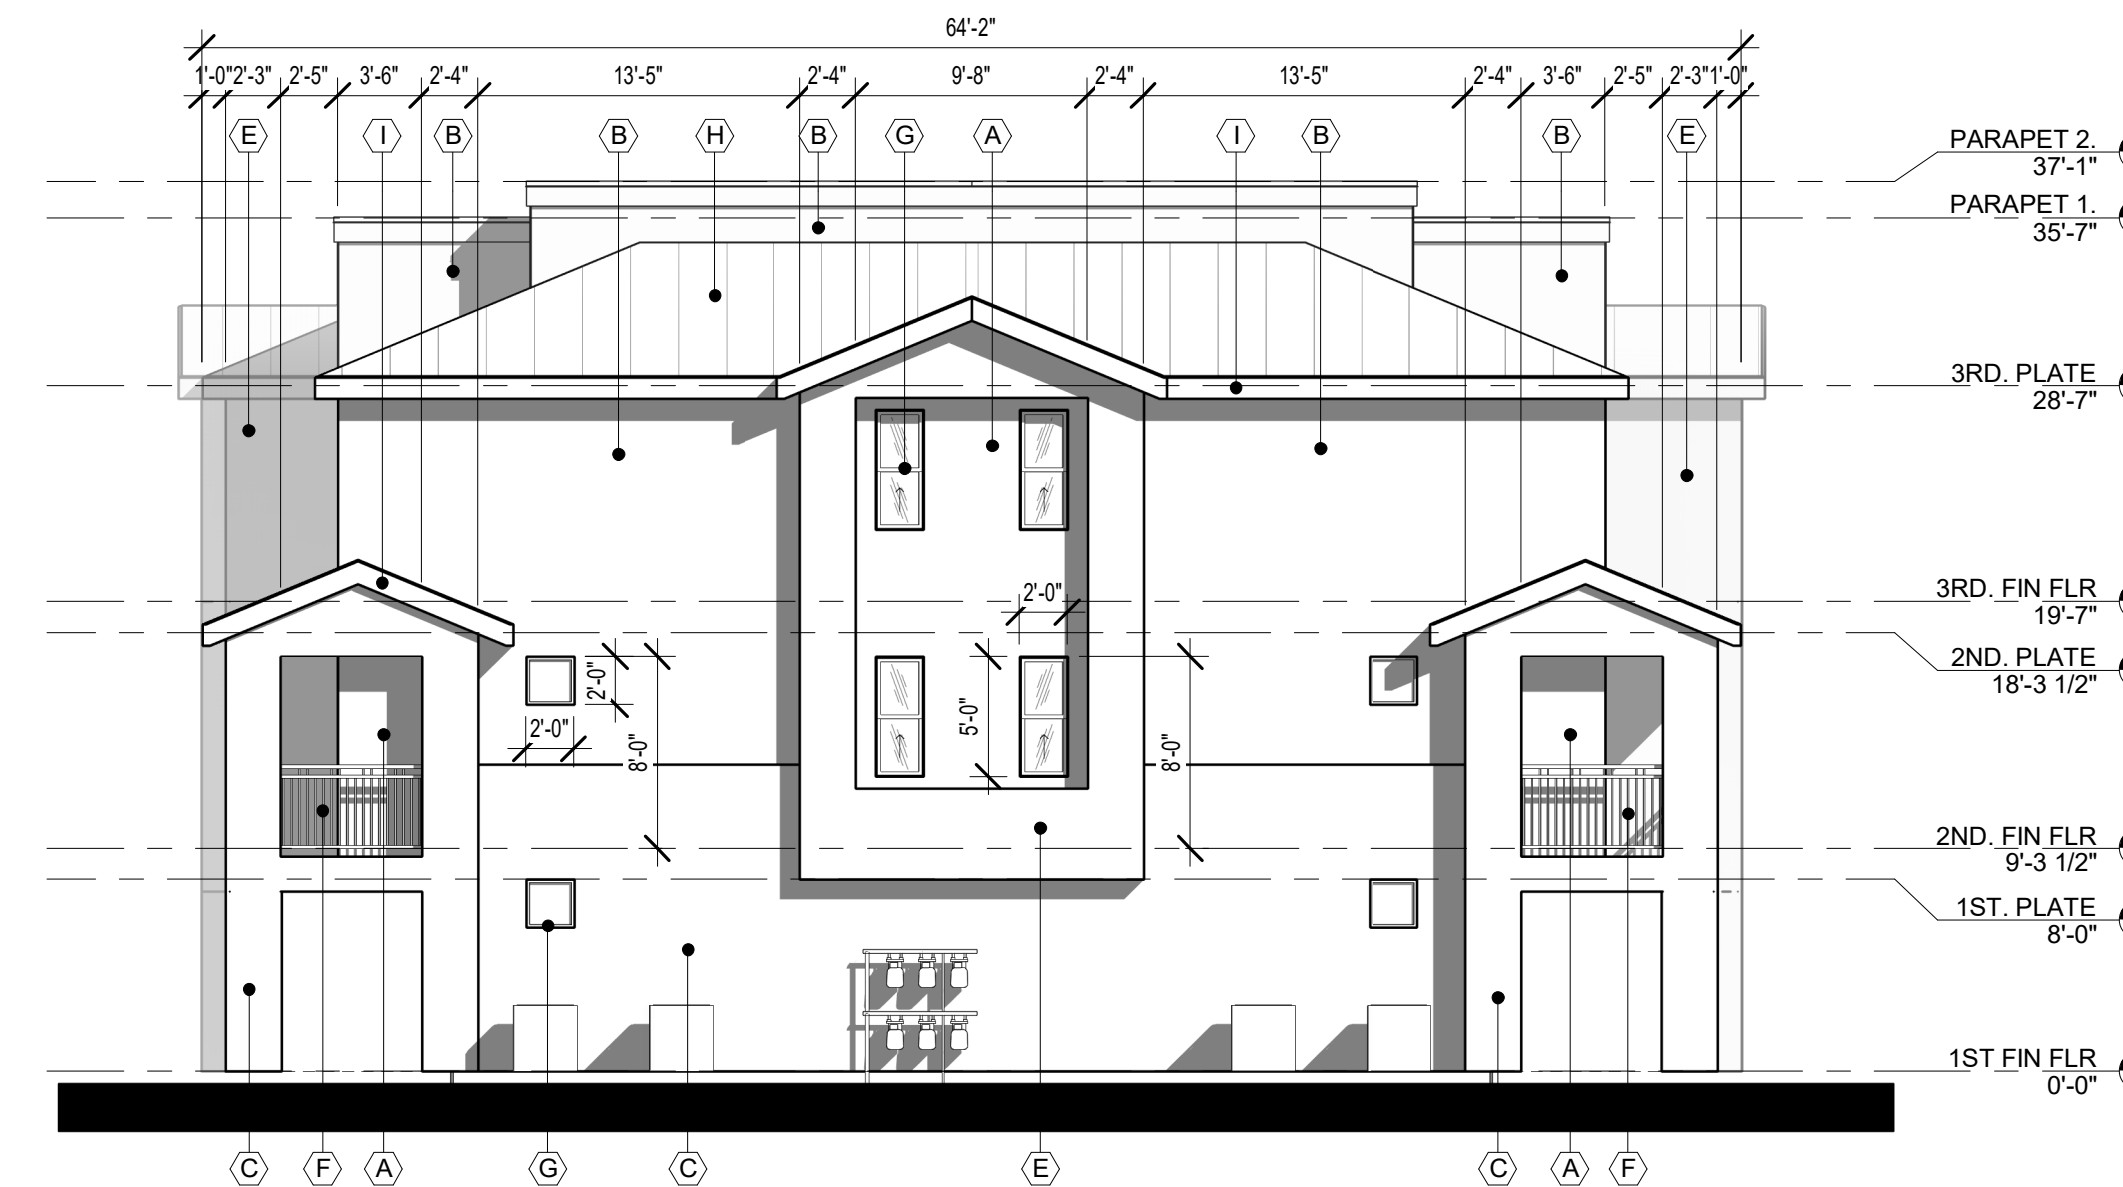 64'-2"
1'-0" 2'-3" 2'-5" 3'-6" 2'-4" 13'-5" 2'-4" 9'-8" 2'-4" 13'-5" 2'-4" 3'-6" 2'-5" 2'-3" 1'-0"
E I B B H B G A I B B E
PARAPET 2.
37'-1"
PARAPET 1.
35'-7"
3RD. PLATE
28'-7"
3RD. FIN FLR
19'-7"
2'-0"
2ND. PLATE
18'-3 1/2"
2'-0"
2'-0"
8'-0"
5'-0"
8'-0"
2ND. FIN FLR
9'-3 1/2"
1ST. PLATE
8'-0"
1ST FIN FLR
0'-0"
C F A G C E C A F